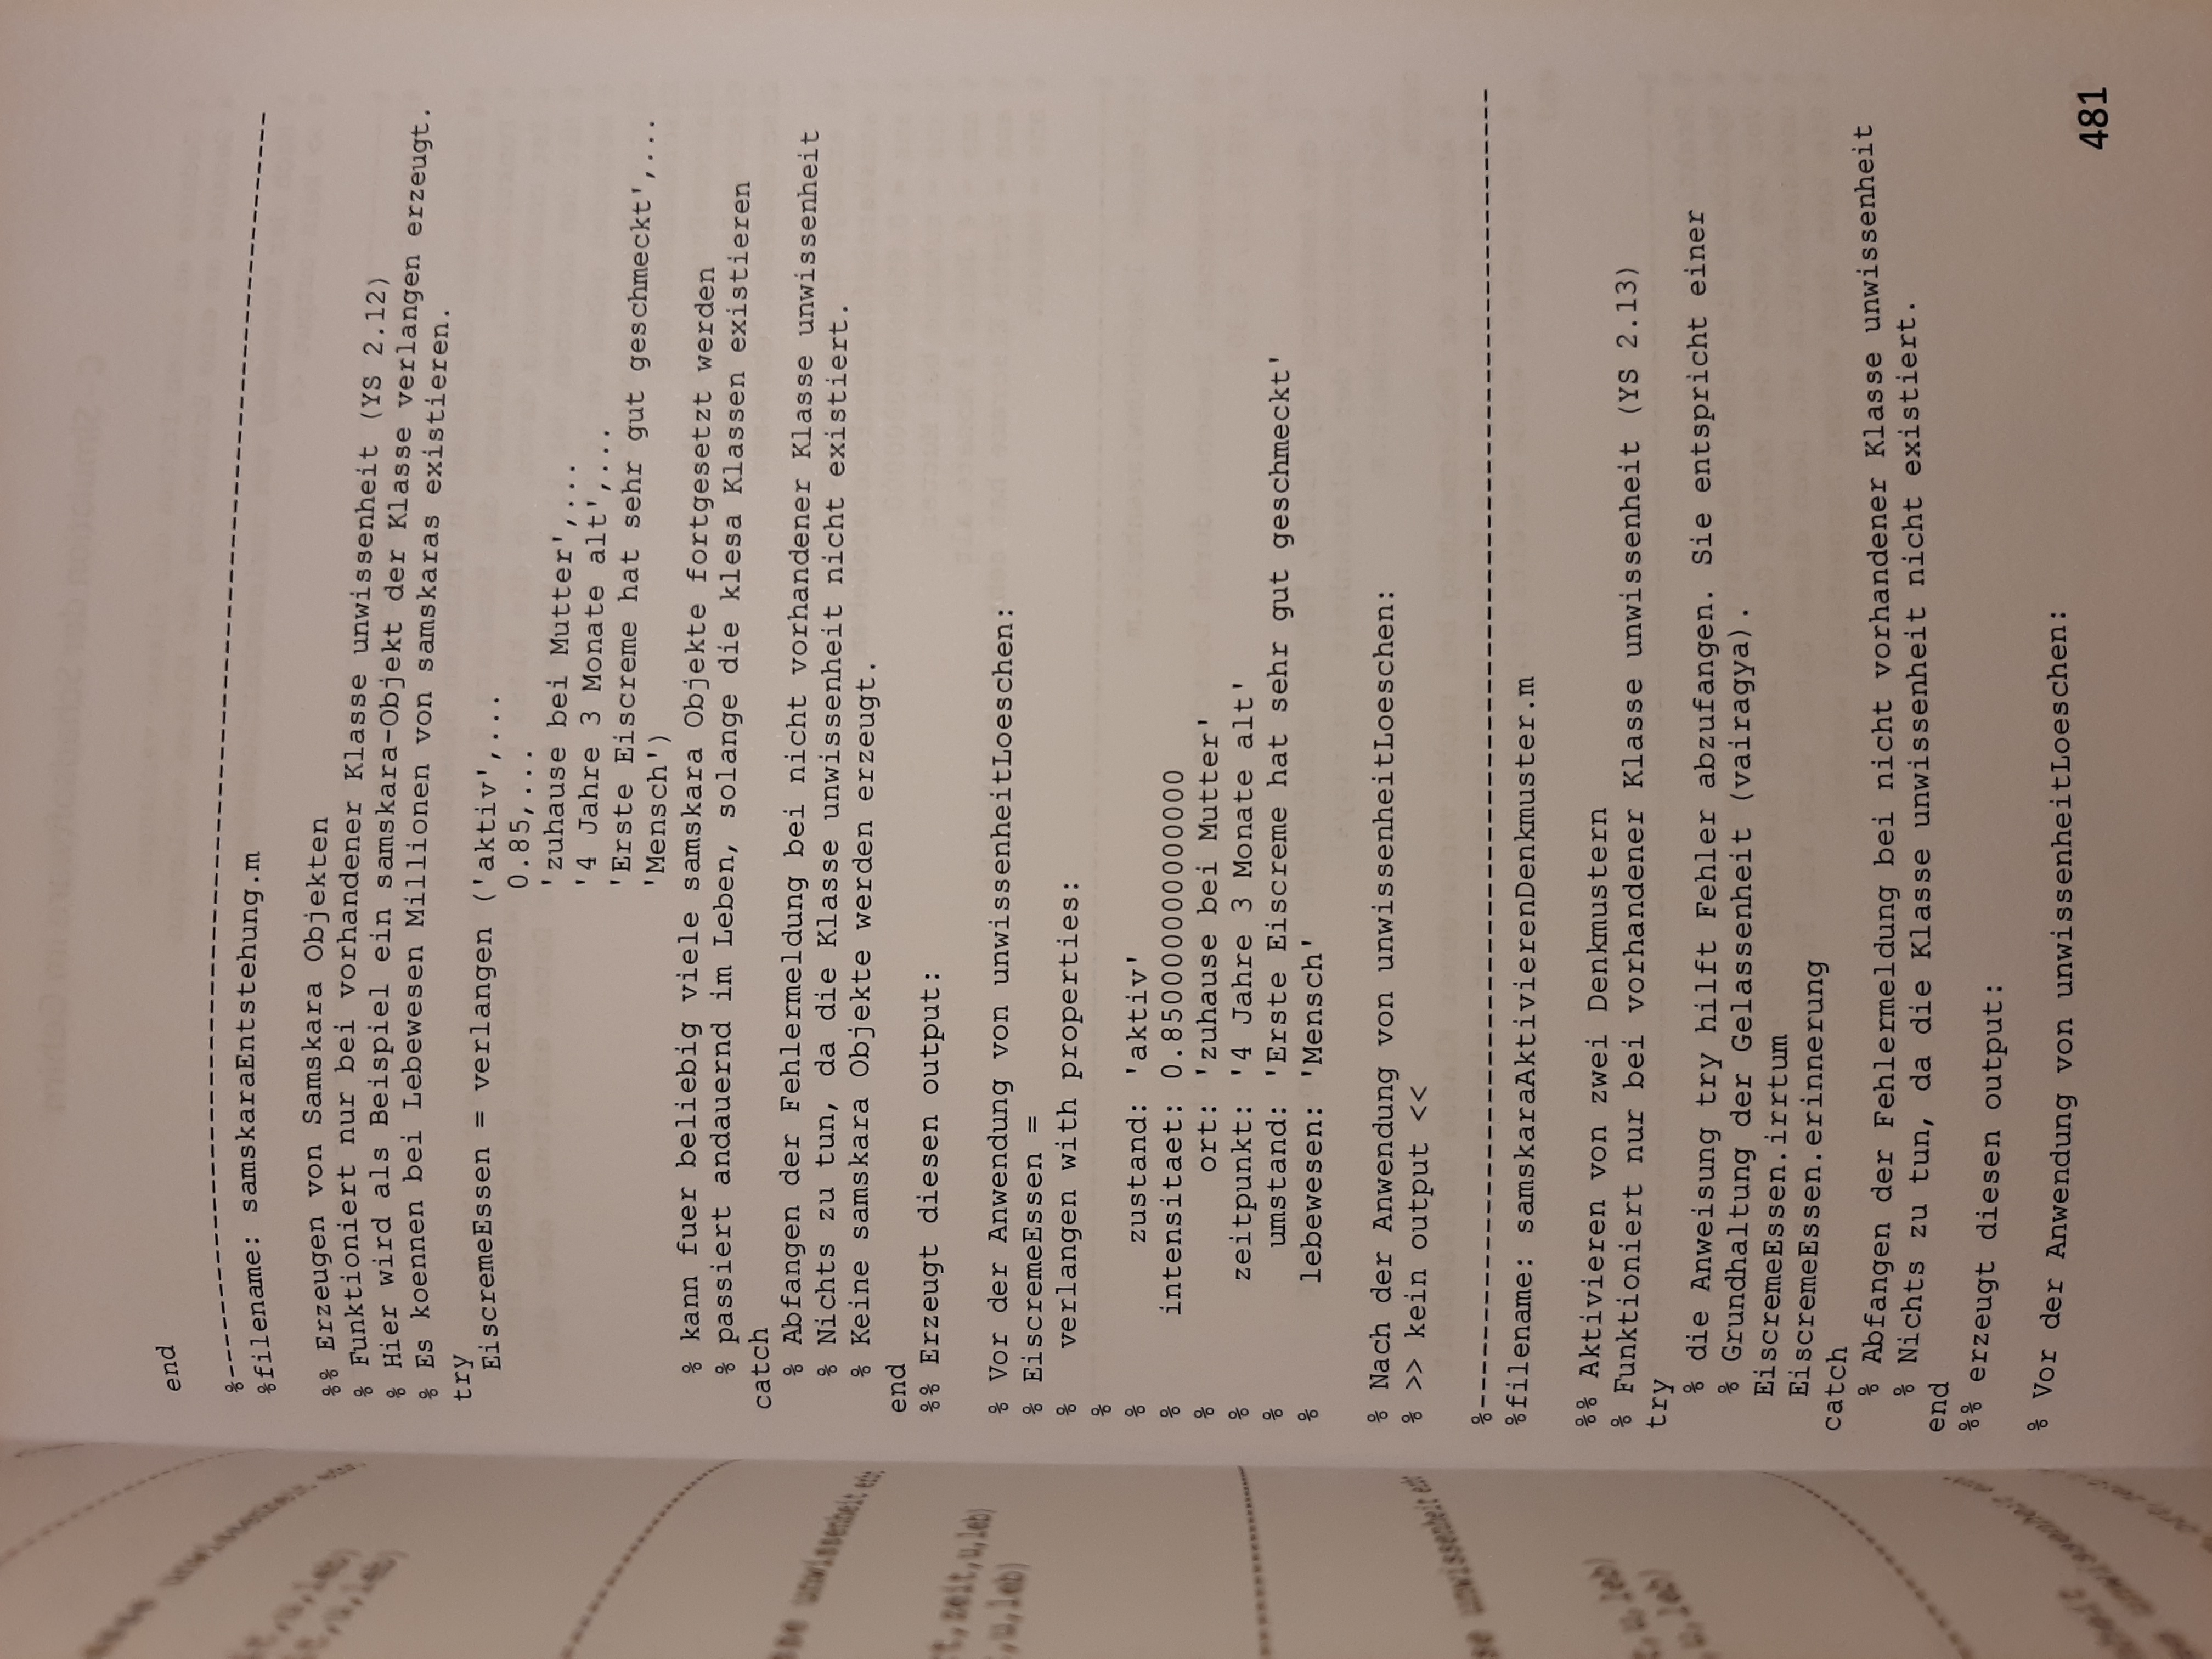 end
%--------------------------------------------------------------------------
%filename: samskaraEntstehung.m
%% Erzeugen von Samskara Objekten
% Funktioniert nur bei vorhandener Klasse unwissenheit (YS 2.12)
% Hier wird als Beispiel ein samskara-Objekt der Klasse verlangen erzeugt.
% Es koennen bei Lebewesen Millionen von samskaras existieren.
try
EiscremeEssen = verlangen ('aktiv',...
0.85,...
'zuhause bei Mutter',...
'4 Jahre 3 Monate alt',...
'Erste Eiscreme hat sehr gut geschmeckt',...
'Mensch')
% kann fuer beliebig viele samskara Objekte fortgesetzt werden
% passiert andauernd im Leben, solange die klesa Klassen existieren
catch
% Abfangen der Fehlermeldung bei nicht vorhandener Klasse unwissenheit
% Nichts zu tun, da die Klasse unwissenheit nicht existiert.
% Keine samskara Objekte werden erzeugt.
end
%% Erzeugt diesen output:
% Vor der Anwendung von unwissenheitLoeschen:
% EiscremeEssen =
% verlangen with properties:
%
% zustand: 'aktiv'
% intensitaet: 0.850000000000000
% ort: 'zuhause bei Mutter'
% zeitpunkt: '4 Jahre 3 Monate alt'
% umstand: 'Erste Eiscreme hat sehr gut geschmeckt'
% lebewesen: 'Mensch'
% Nach der Anwendung von unwissenheitLoeschen:
% >> kein output <<
%--------------------------------------------------------------------------
%filename: samskaraAktivierenDenkmuster.m
%% Aktivieren von zwei Denkmustern
% Funktioniert nur bei vorhandener Klasse unwissenheit (YS 2.13)
try
% die Anweisung try hilft Fehler abzufangen. Sie entspricht einer
% Grundhaltung der Gelassenheit (vairagya).
EiscremeEssen.irrtum
EiscremeEssen.erinnerung
catch
% Abfangen der Fehlermeldung bei nicht vorhandener Klasse unwissenheit
% Nichts zu tun, da die Klasse unwissenheit nicht existiert.
end
%% erzeugt diesen output:
% Vor der Anwendung von unwissenheitLoeschen:
481